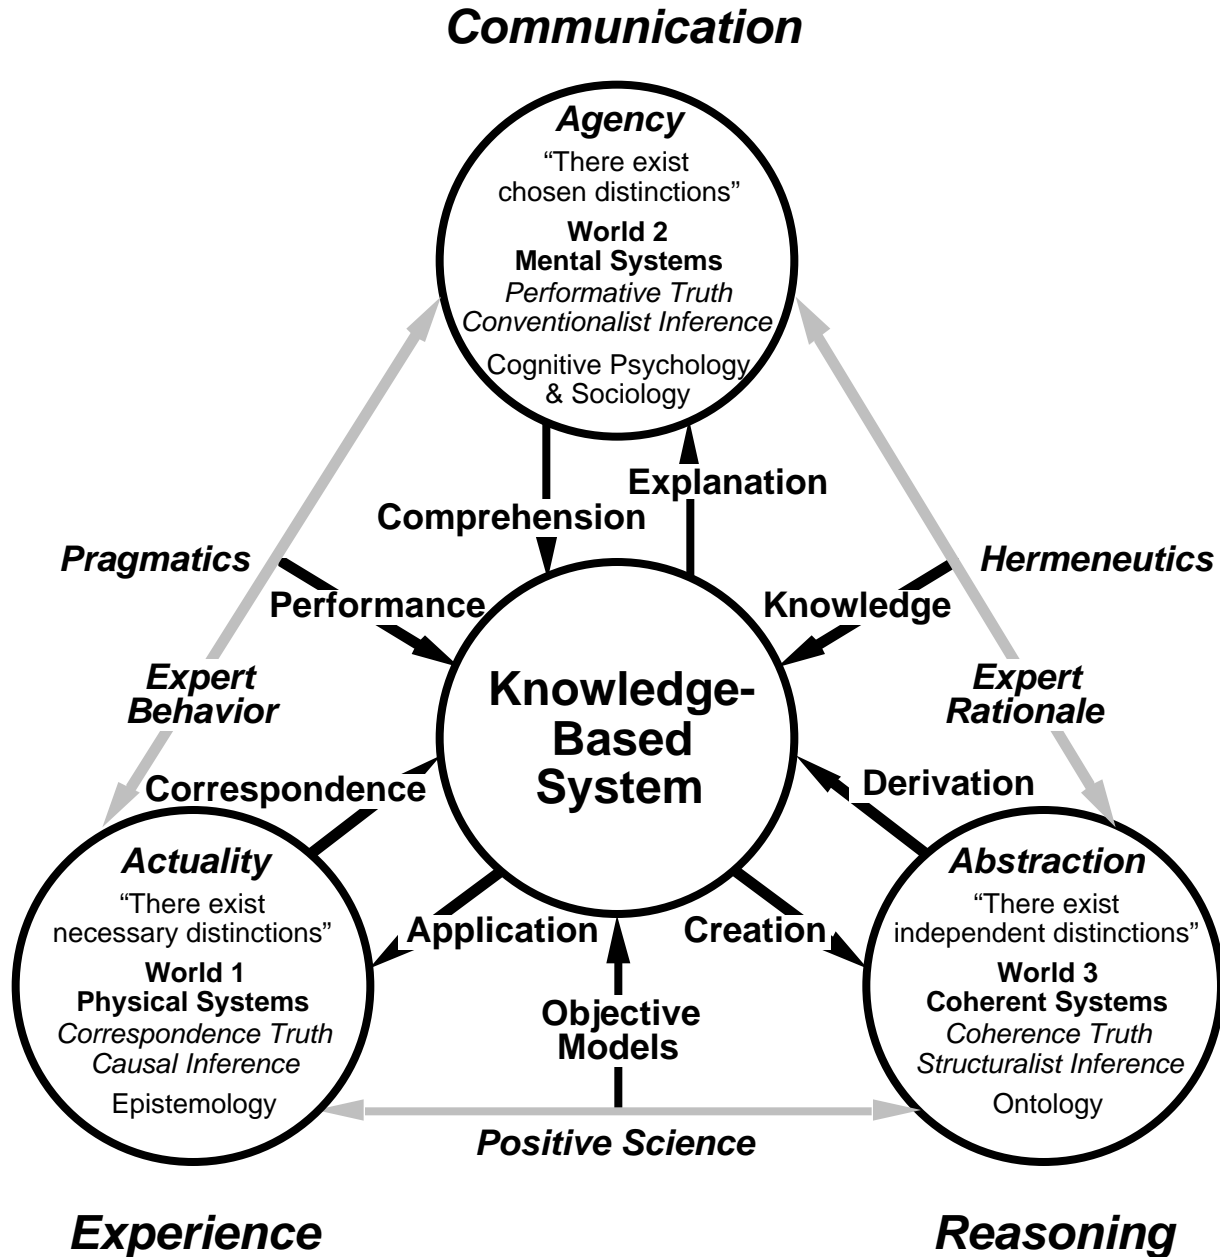 Communication
Agency
“There exist
chosen distinctions”
World 2
Mental Systems
Performative Truth
Conventionalist Inference
Cognitive Psychology
& Sociology
Explanation
Comprehension
Pragmatics
Hermeneutics
Performance
Knowledge
Expert
Behavior
Knowledge-
Based
System
Expert
Rationale
Correspondence
Derivation
Actuality
“There exist
necessary distinctions”
World 1
Physical Systems
Correspondence Truth
Causal Inference
Epistemology
Application
Creation
Objective
Models
Abstraction
“There exist
independent distinctions”
World 3
Coherent Systems
Coherence Truth
Structuralist Inference
Ontology
Positive Science
Experience
Reasoning